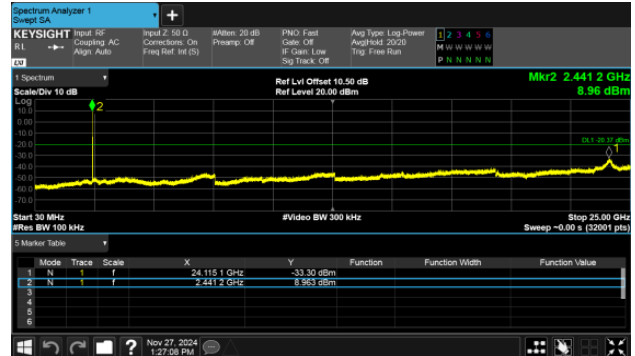 Spectrum Analyzer 1
Swept SA
+
KEYSIGHT Input: RF Input Z: 50 Ω #Atten: 20 dB PNO: Fast Avg Type: Log-Power 1 2 3 4 5 6
RL Coupling: AC Corrections: On Preamp: Off Gate: Off Avg|Hold: 20/20 M W W W W W
Align: Auto Freq Ref: Int (S) IF Gain: Low Trig: Free Run
LXI Sig Track: Off P N N N N N
1 Spectrum Ref Lvl Offset 10.50 dB Mkr2 2.441 2 GHz
Scale/Div 10 dB Ref Level 20.00 dBm 8.96 dBm
Log
10.0
2
0.00
-10.0
-20.0 DL1 -20.37 dBm
1
-30.0
-40.0
-50.0
-60.0
-70.0
Start 30 MHz #Video BW 300 kHz Stop 25.00 GHz
#Res BW 100 kHz Sweep ~0.00 s (32001 pts)
5 Marker Table
Mode Trace Scale X Y Function Function Width Function Value
1 N 1 f 24.115 1 GHz -33.30 dBm
2 N 1 f 2.441 2 GHz 8.963 dBm
3
4
5
6
? Nov 27, 2024
1:27:08 PM